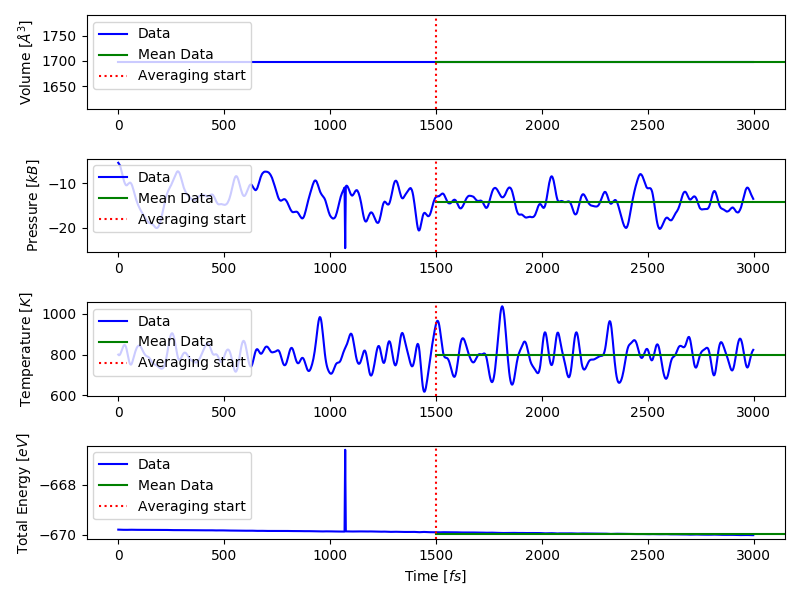 Volume [Å³]
1750
1700
1650
Data
Mean Data
Averaging start
0 500 1000 1500 2000 2500 3000
Pressure [kB]
−10
−20
Data
Mean Data
Averaging start
0 500 1000 1500 2000 2500 3000
Temperature [K]
1000
800
600
Data
Mean Data
Averaging start
0 500 1000 1500 2000 2500 3000
Total Energy [eV]
−668
−670
Data
Mean Data
Averaging start
0 500 1000 1500 2000 2500 3000
Time [fs]